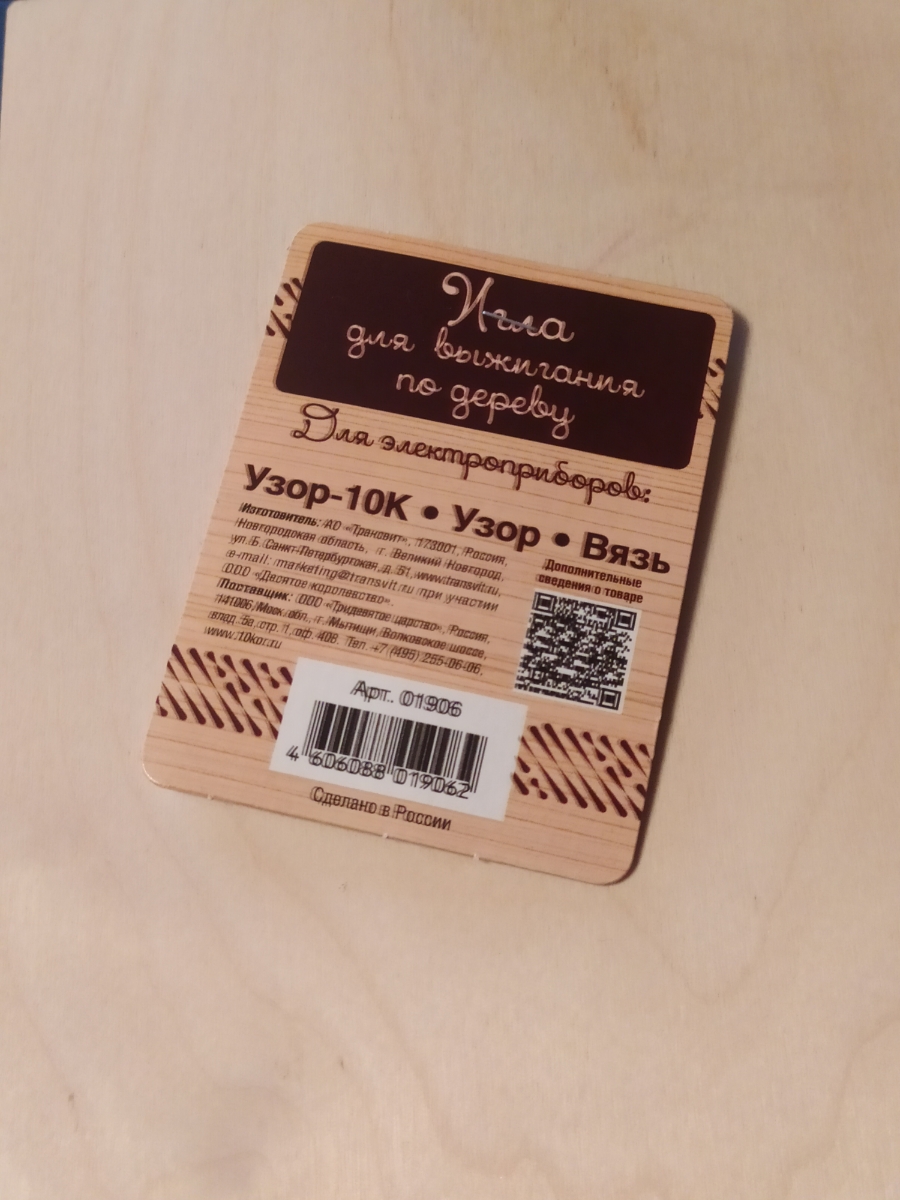 Игла
для выжигания
по дереву
Для электроприборов:
Узор-10К • Узор • Вязь
Изготовитель: АО «Трансвит», 173001, Россия,
Новгородская область, г. Великий Новгород,
ул. Б. Санкт-Петербургская, д. 51, www.transvit.ru,
e-mail: marketing@transvit.ru при участии
ООО «Десятое королевство».
Поставщик: ООО «Тридевятое царство», Россия,
141006, Моск. обл., г. Мытищи, Волковское шоссе,
влад. 5а, стр. 1, оф. 408. Тел. +7 (495) 255-06-06,
www.10kor.ru
Дополнительные
сведения о товаре
Арт. 01906
4 606088 019062
Сделано в России